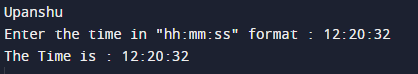 Upanshu
Enter the time in "hh:mm:ss" format : 12:20:32
The Time is : 12:20:32